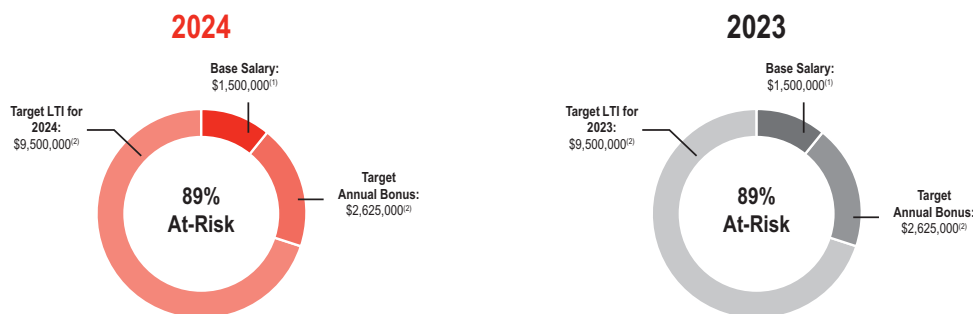 2024
Base Salary:
$1,500,000(1)
Target LTI for
2024:
$9,500,000(2)
89%
At-Risk
Target
Annual Bonus:
$2,625,000(2)
2023
Base Salary:
$1,500,000(1)
Target LTI for
2023:
$9,500,000(2)
89%
At-Risk
Target
Annual Bonus:
$2,625,000(2)